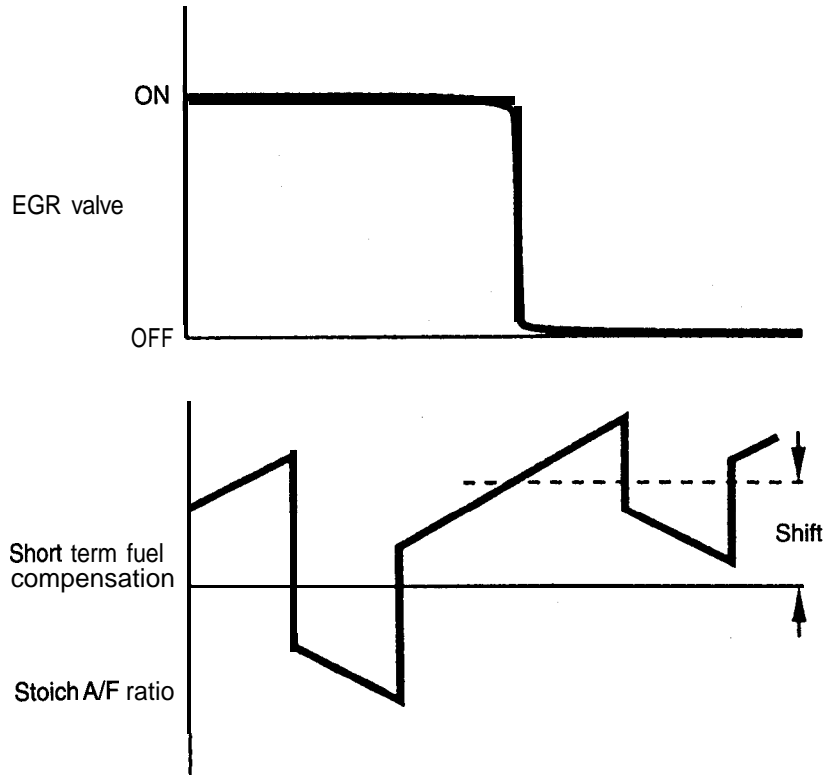 ON
EGR valve
OFF
Short term fuel
compensation
Shift
Stoich A/F ratio